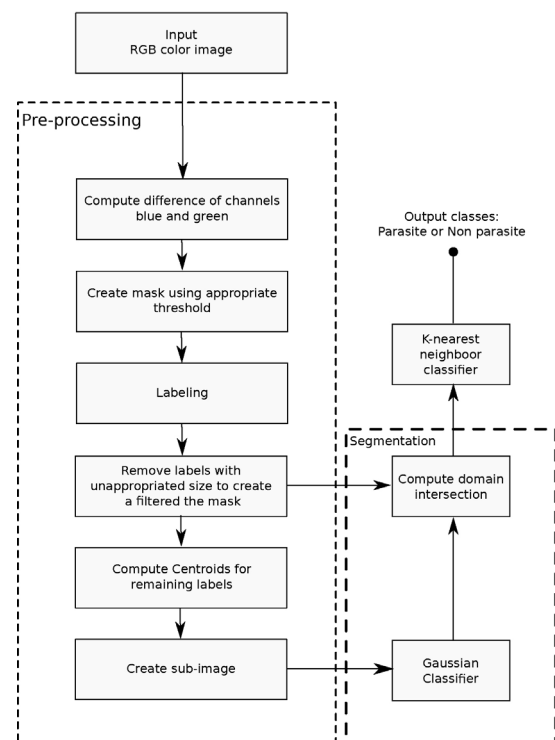 Input
RGB color image
Pre-processing
Compute difference of channels
blue and green
Create mask using appropriate
threshold
Labeling
Remove labels with
unappropriated size to create
a filtered the mask
Compute Centroids for
remaining labels
Create sub-image
Output classes:
Parasite or Non parasite
K-nearest
neighboor
classifier
Segmentation
Compute domain
intersection
Gaussian
Classifier